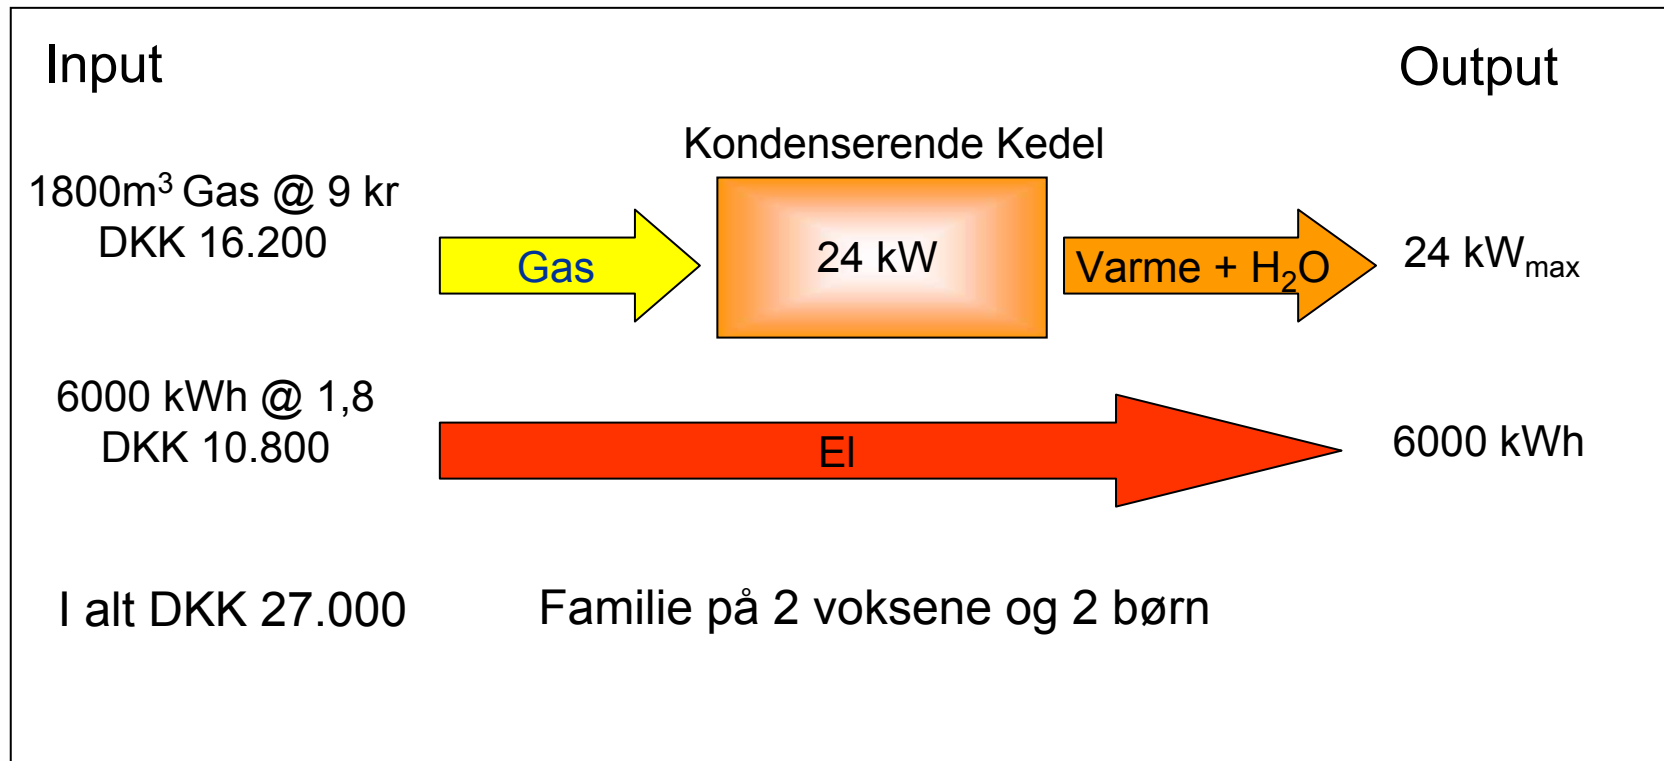 Input
Output
Kondenserende Kedel
1800m³ Gas @ 9 kr
DKK 16.200
Gas
24 kW
Varme + H₂O
24 kWmax
6000 kWh @ 1,8
DKK 10.800
El
6000 kWh
I alt DKK 27.000
Familie på 2 voksene og 2 børn